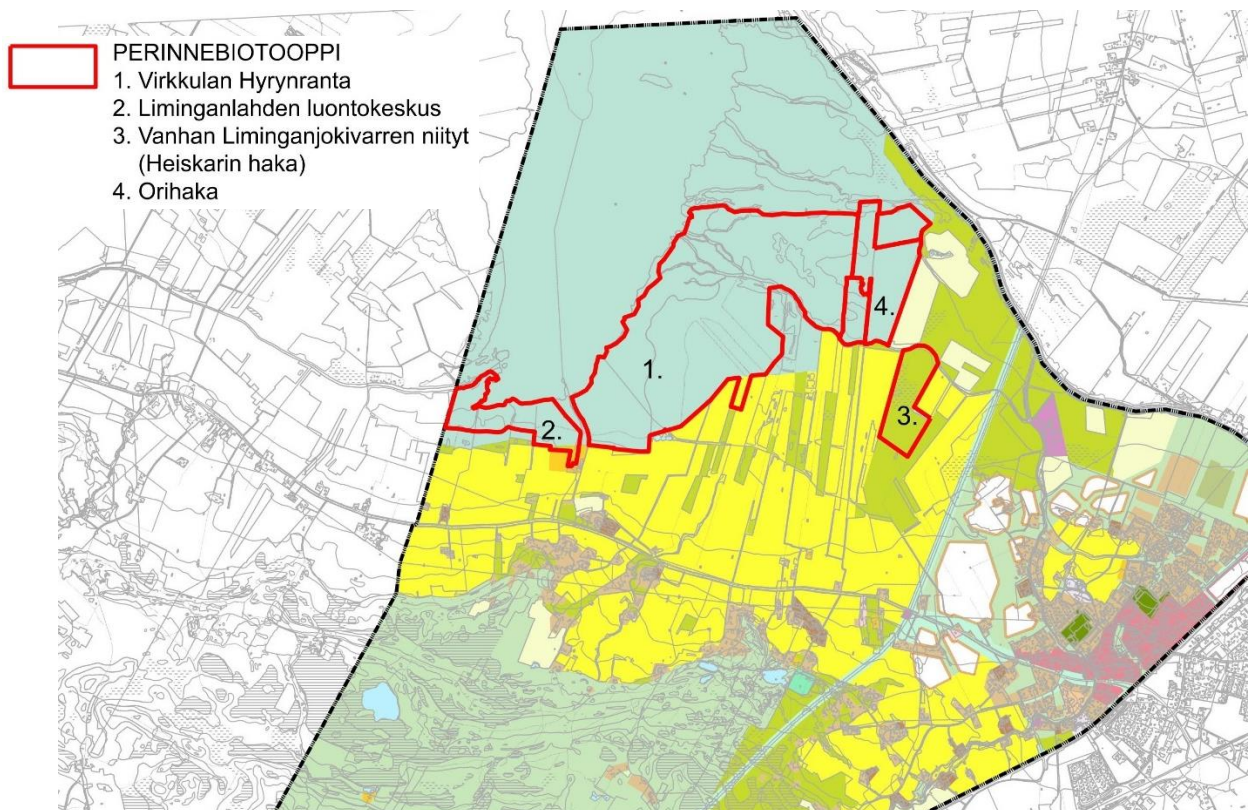 PERINNEBIOTOOPPI
1. Virkkulan Hyrynranta
2. Liminganlahden luontokeskus
3. Vanhan Liminganjokivarren niityt
(Heiskarin haka)
4. Orihaka
4.
1.
3.
2.